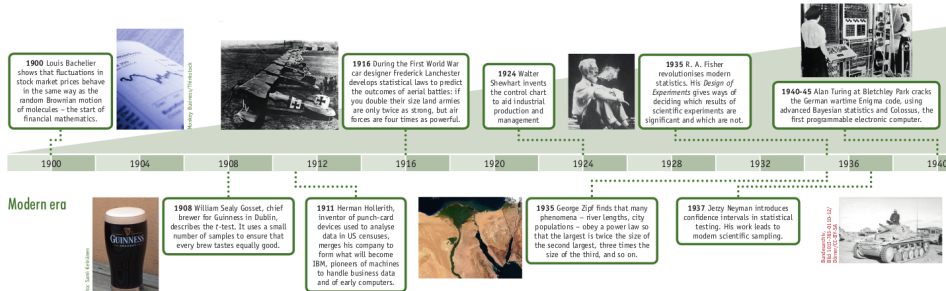 1900 Louis Bachelier
shows that fluctuations in
stock market prices behave
in the same way as the
random Brownian motion
of molecules – the start of
financial mathematics.
Monkey Business/Thinkstock
1916 During the First World War
car designer Frederick Lanchester
develops statistical laws to predict
the outcomes of aerial battles: if
you double their size land armies
are only twice as strong, but air
forces are four times as powerful.
1924 Walter
Shewhart invents
the control chart
to aid industrial
production and
management
1935 R. A. Fisher
revolutionises modern
statistics. His Design of
Experiments gives ways of
deciding which results of
scientific experiments are
significant and which are not.
1940-45 Alan Turing at Bletchley Park cracks
the German wartime Enigma code, using
advanced Bayesian statistics and Colossus, the
first programmable electronic computer.
1900 1904 1908 1912 1916 1920 1924 1928 1932 1936 1940
Modern era
1908 William Sealy Gosset, chief
brewer for Guinness in Dublin,
describes the t-test. It uses a small
number of samples to ensure that
every brew tastes equally good.
GUINNESS
1911 Herman Hollerith,
inventor of punch-card
devices used to analyse
data in US censuses,
merges his company to
form what will become
IBM, pioneer of machines
to handle business data
and of early computers.
1935 George Zipf finds that many
phenomena – river lengths, city
populations – obey a power law so
that the largest is twice the size of
the second largest, three times the
size of the third, and so on.
1937 Jerzy Neyman introduces
confidence intervals in statistical
testing. His work leads to
modern scientific sampling.
Bundesarchiv,